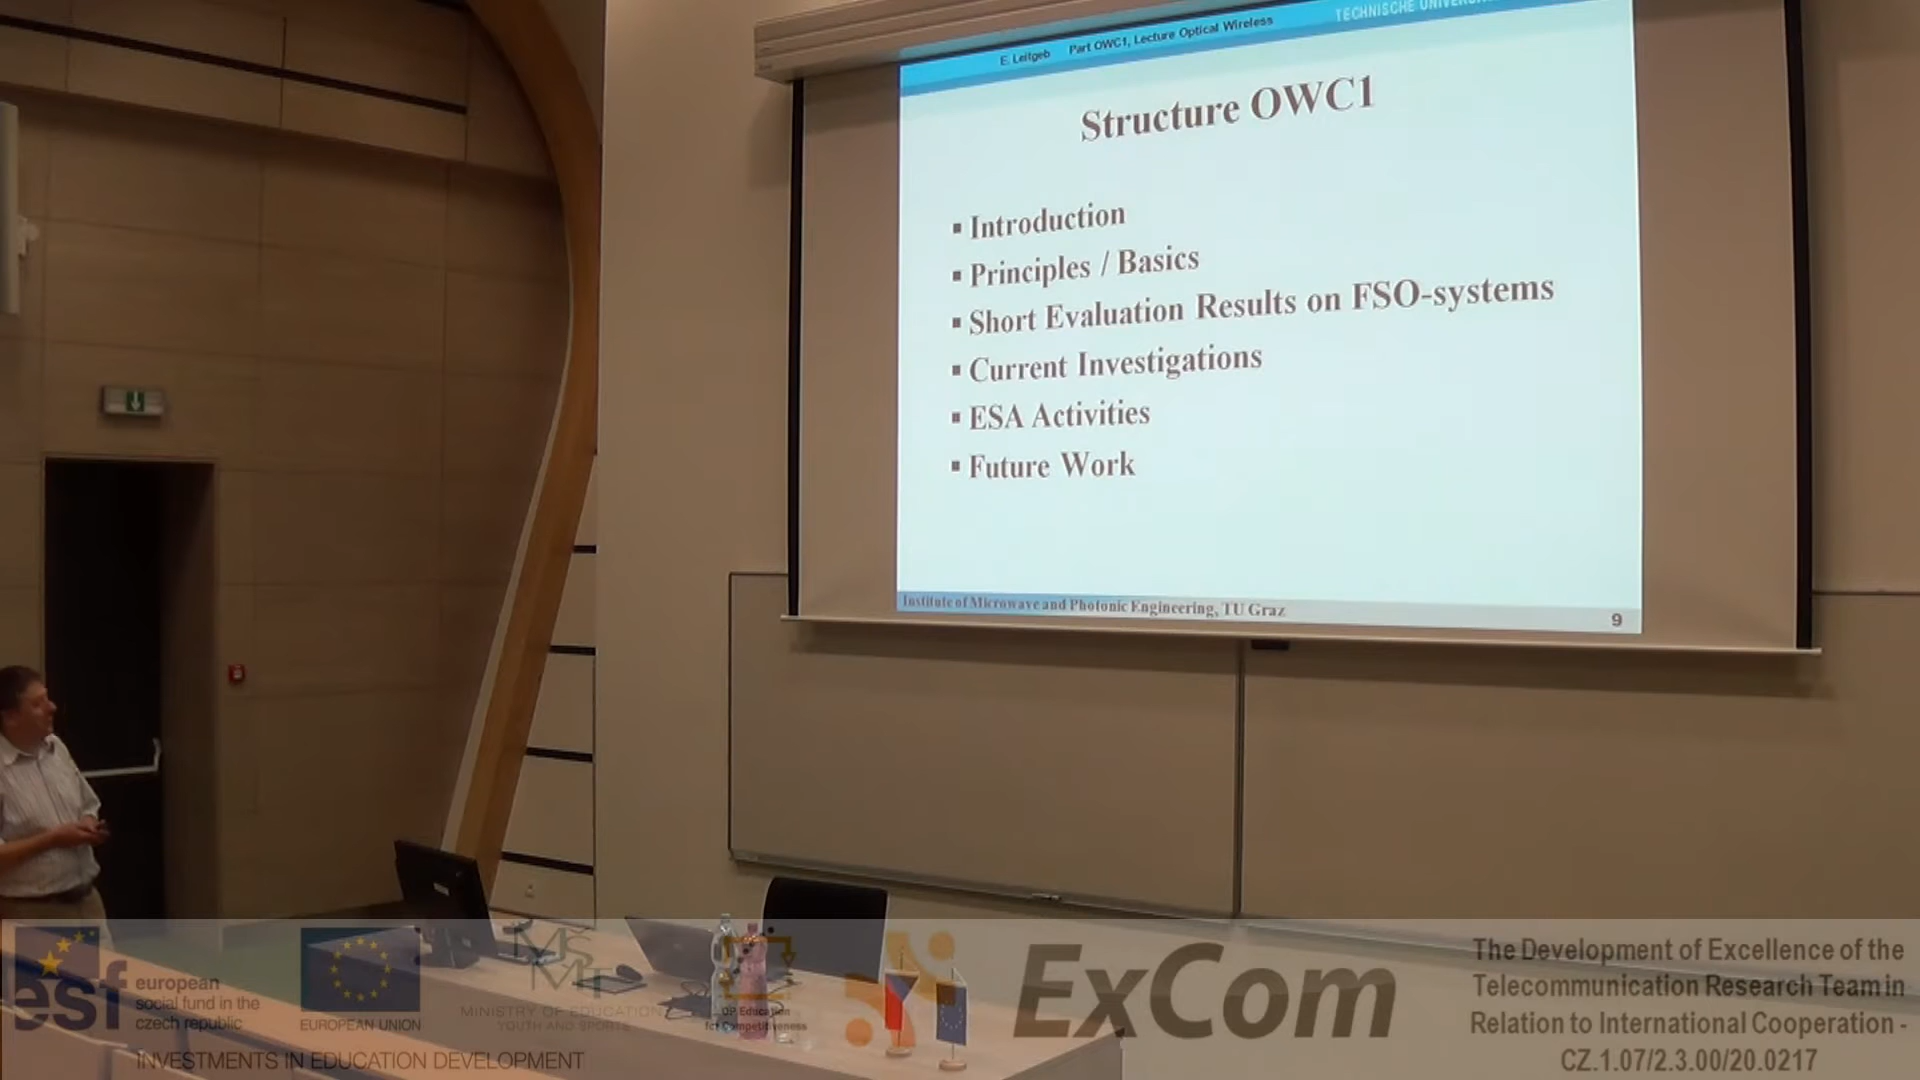 E. Leitgeb Part OWC1, Lecture Optical Wireless
TECHNISCHE
Structure OWC1
▪ Introduction
▪ Principles / Basics
▪ Short Evaluation Results on FSO-systems
▪ Current Investigations
▪ ESA Activities
▪ Future Work
Institute of Microwave and Photonic Engineering, TU Graz
9
esf
european
social fund in the
czech republic
EUROPEAN UNION
MŠMT
MINISTRY OF EDUCATION
YOUTH AND SPORTS
OP Education
for Competitiveness
INVESTMENTS IN EDUCATION DEVELOPMENT
ExCom
The Development of Excellence of the
Telecommunication Research Team in
Relation to International Cooperation -
CZ.1.07/2.3.00/20.0217